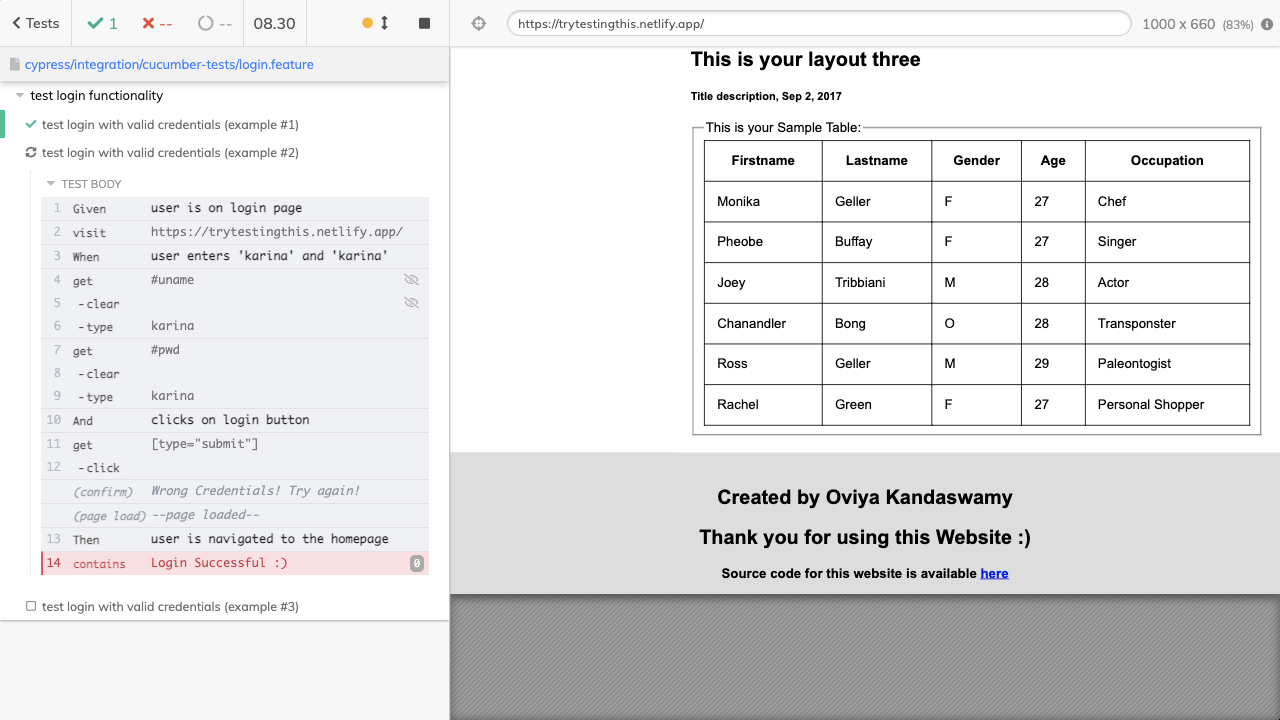 Tests 1 -- -- 08.30
cypress/integration/cucumber-tests/login.feature
test login functionality
test login with valid credentials (example #1)
test login with valid credentials (example #2)
TEST BODY
1 Given user is on login page
2 visit https://trytestingthis.netlify.app/
3 When user enters 'karina' and 'karina'
4 get #uname
5 -clear
6 -type karina
7 get #pwd
8 -clear
9 -type karina
10 And clicks on login button
11 get [type="submit"]
12 -click
(confirm) Wrong Credentials! Try again!
(page load) --page loaded--
13 Then user is navigated to the homepage
14 contains Login Successful :) 0
test login with valid credentials (example #3)
https://trytestingthis.netlify.app/ 1000 x 660 (83%)
This is your layout three
Title description, Sep 2, 2017
This is your Sample Table:
Firstname Lastname Gender Age Occupation
Monika Geller F 27 Chef
Pheobe Buffay F 27 Singer
Joey Tribbiani M 28 Actor
Chanandler Bong O 28 Transponster
Ross Geller M 29 Paleontogist
Rachel Green F 27 Personal Shopper
Created by Oviya Kandaswamy
Thank you for using this Website :)
Source code for this website is available here